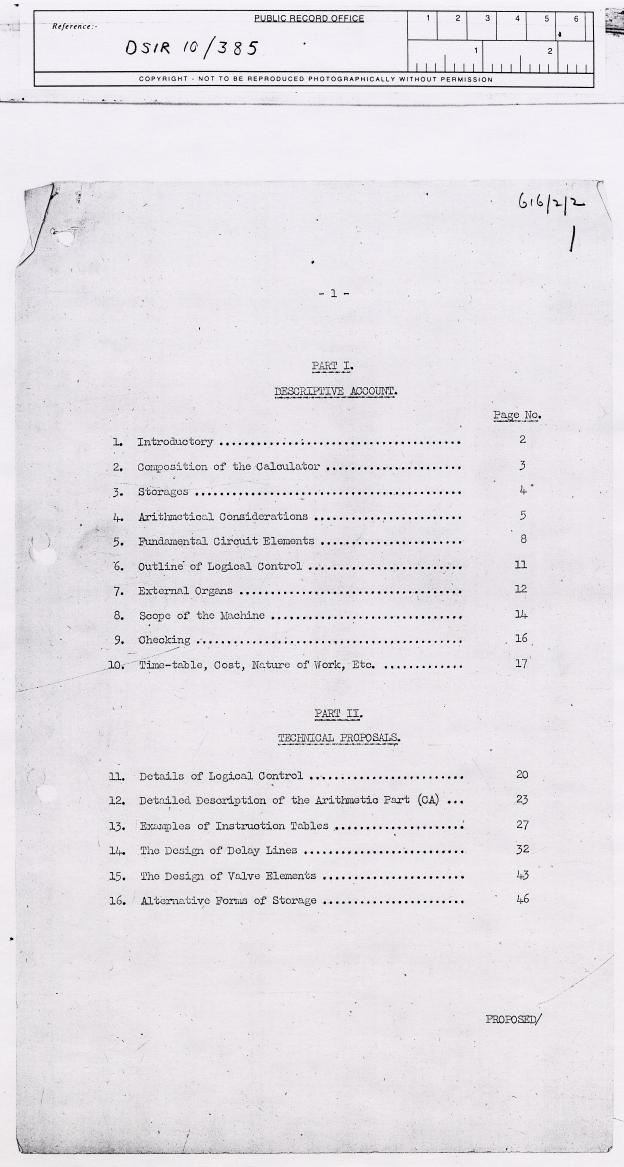 PUBLIC RECORD OFFICE
Reference:-
DSIR 10/385
1 2 3 4 5 6
1 2
COPYRIGHT - NOT TO BE REPRODUCED PHOTOGRAPHICALLY WITHOUT PERMISSION
616/2/2
1
- 1 -
PART I.
DESCRIPTIVE ACCOUNT.
Page No.
1. Introductory ........................................ 2
2. Composition of the Calculator ...................... 3
3. Storages ........................................... 4
4. Arithmetical Considerations ........................ 5
5. Fundamental Circuit Elements ....................... 8
6. Outline of Logical Control ......................... 11
7. External Organs .................................... 12
8. Scope of the Machine ............................... 14
9. Checking ........................................... 16
10. Time-table, Cost, Nature of Work, Etc. ............. 17
PART II.
TECHNICAL PROPOSALS.
11. Details of Logical Control ......................... 20
12. Detailed Description of the Arithmetic Part (CA) ... 23
13. Examples of Instruction Tables ..................... 27
14. The Design of Delay Lines .......................... 32
15. The Design of Valve Elements ....................... 43
16. Alternative Forms of Storage ....................... 46
PROPOSED/